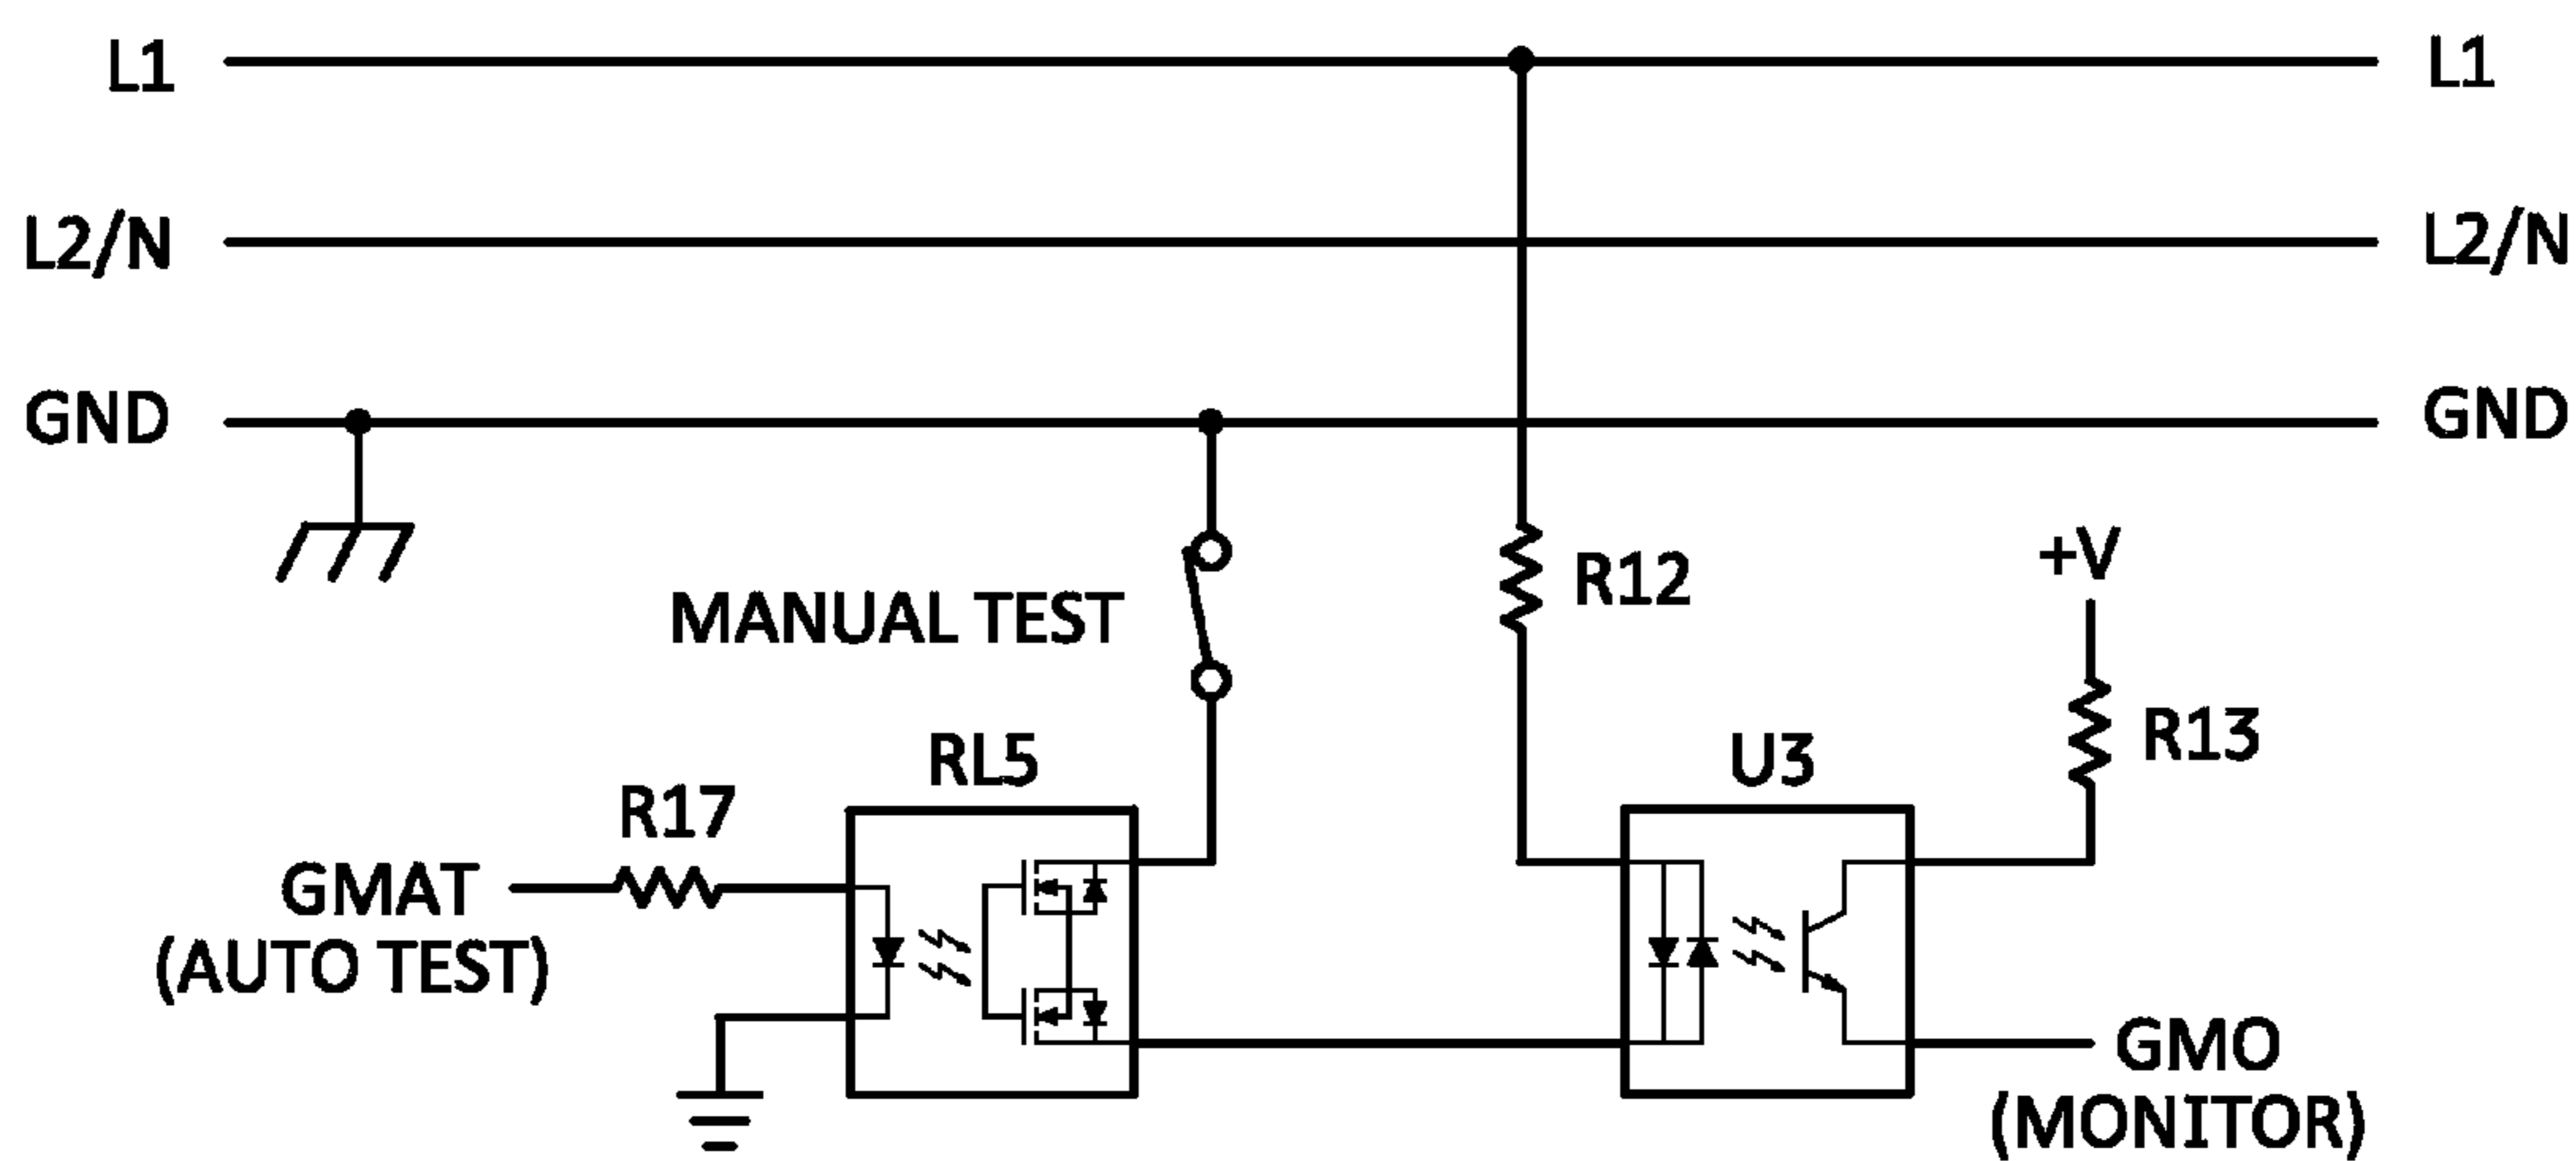 L1
L1
L2/N
L2/N
GND
GND
+V
R12
MANUAL TEST
R13
RL5
U3
R17
GMAT
(AUTO TEST)
GMO
(MONITOR)